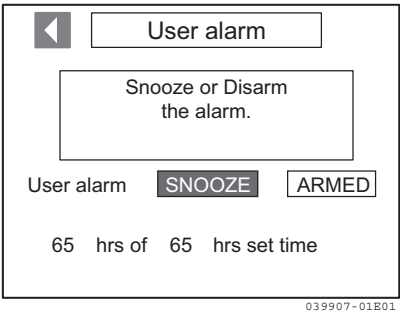 User alarm
Snooze or Disarm
the alarm.
User alarm SNOOZE ARMED
65 hrs of 65 hrs set time
039907-01E01